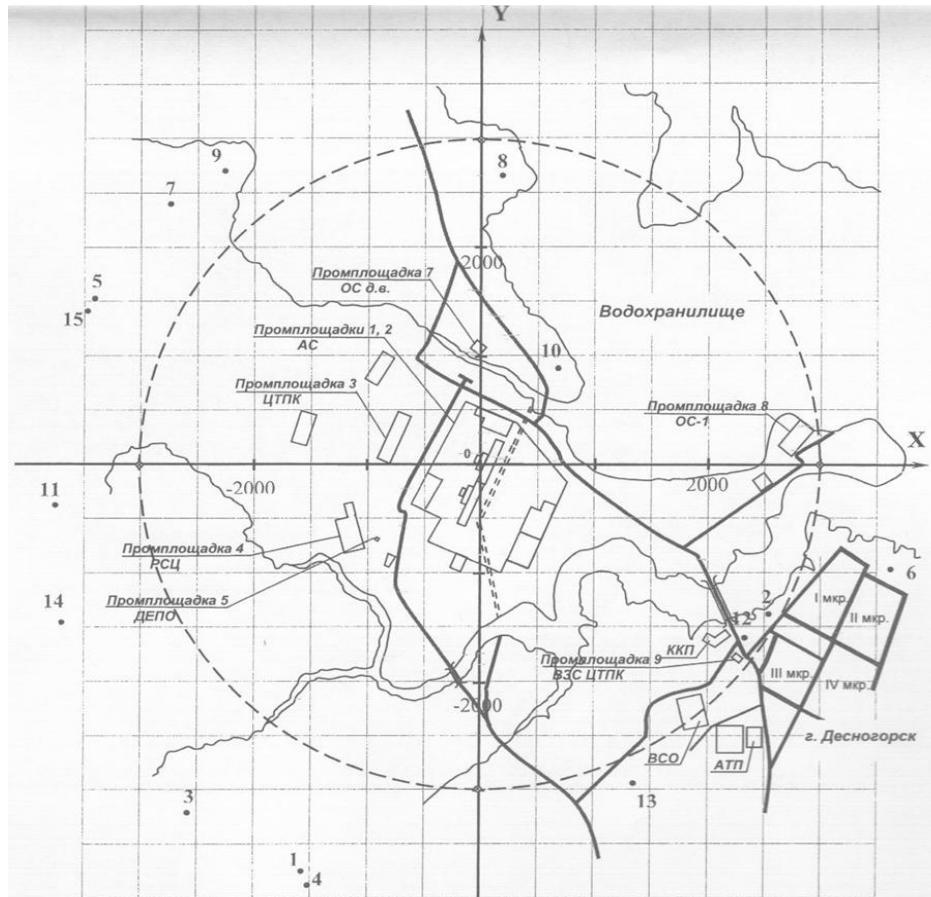 Y
9
8
7
2000
Промплощадка 7
ОС д.в.
5
15
Водохранилище
Промплощадки 1, 2
АС
10
Промплощадка 3
ЦТПК
Промплощадка 8
ОС-1
X
0
-2000
2000
11
Промплощадка 4
РСЦ
6
Промплощадка 5
ДЕПО
14
2
I мкр.
II мкр.
12
ККП
Промплощадка 9
ВЗС ЦТПК
III мкр.
IV мкр.
-2000
г. Десногорск
ВСО
АТП
13
3
1
4